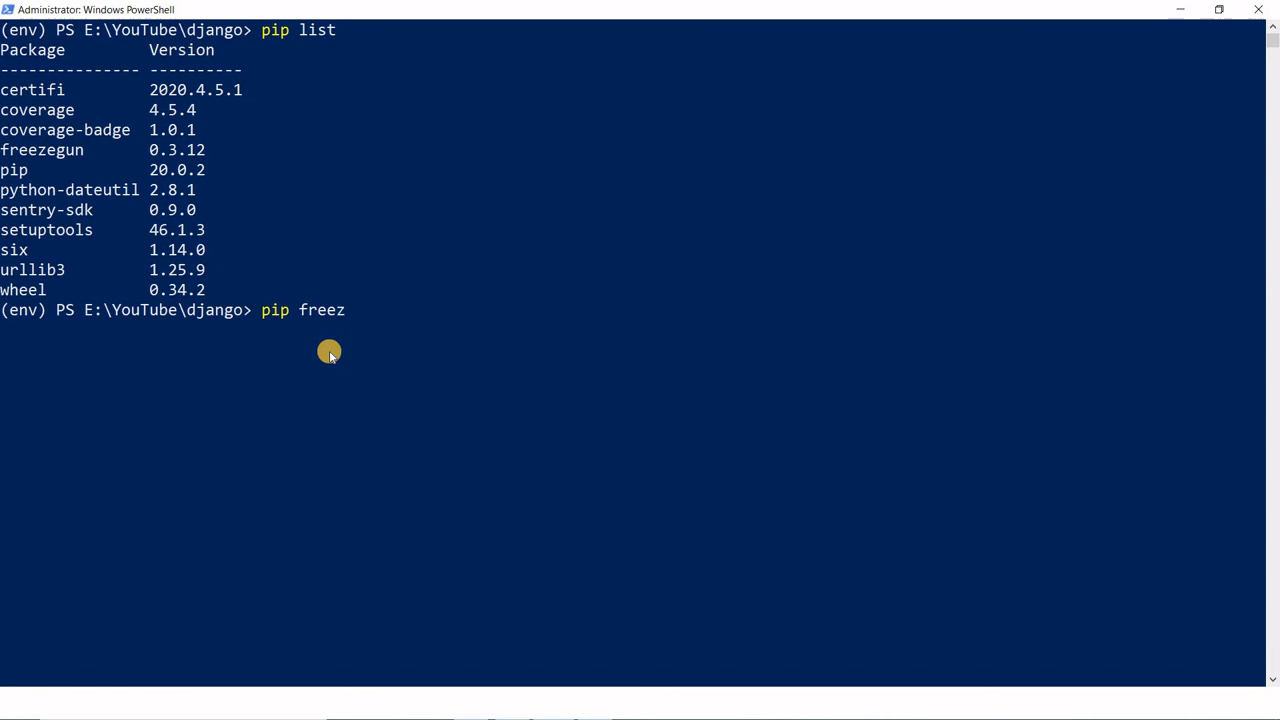 Administrator: Windows PowerShell
(env) PS E:\YouTube\django> pip list
Package Version
--------------- ----------
certifi 2020.4.5.1
coverage 4.5.4
coverage-badge 1.0.1
freezegun 0.3.12
pip 20.0.2
python-dateutil 2.8.1
sentry-sdk 0.9.0
setuptools 46.1.3
six 1.14.0
urllib3 1.25.9
wheel 0.34.2
(env) PS E:\YouTube\django> pip freez